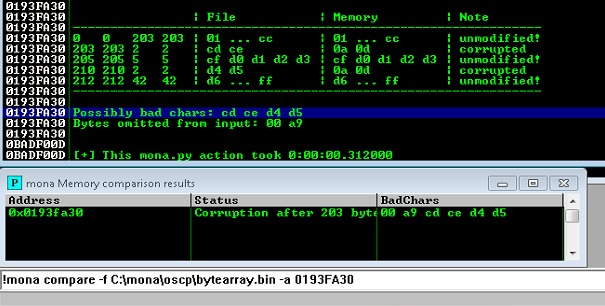 0193FA30
0193FA30 | File | Memory | Note
0193FA30 ----------------------------------------
0193FA30 0 0 203 203 | 01 ... cc | 01 ... cc | unmodified!
0193FA30 203 203 2 2 | cd ce | 0a 0d | corrupted
0193FA30 205 205 5 5 | cf d0 d1 d2 d3 | cf d0 d1 d2 d3 | unmodified!
0193FA30 210 210 2 2 | d4 d5 | 0a 0d | corrupted
0193FA30 212 212 42 42 | d6 ... ff | d6 ... ff | unmodified!
0193FA30 ----------------------------------------
0193FA30
0193FA30 Possibly bad chars: cd ce d4 d5
0193FA30 Bytes omitted from input: 00 a9
0193FA30
0BADF00D
0BADF00D [+] This mona.py action took 0:00:00.312000
P mona Memory comparison results
Address Status BadChars
0x0193fa30 Corruption after 203 byte 00 a9 cd ce d4 d5
!mona compare -f C:\mona\oscp\bytearray.bin -a 0193FA30